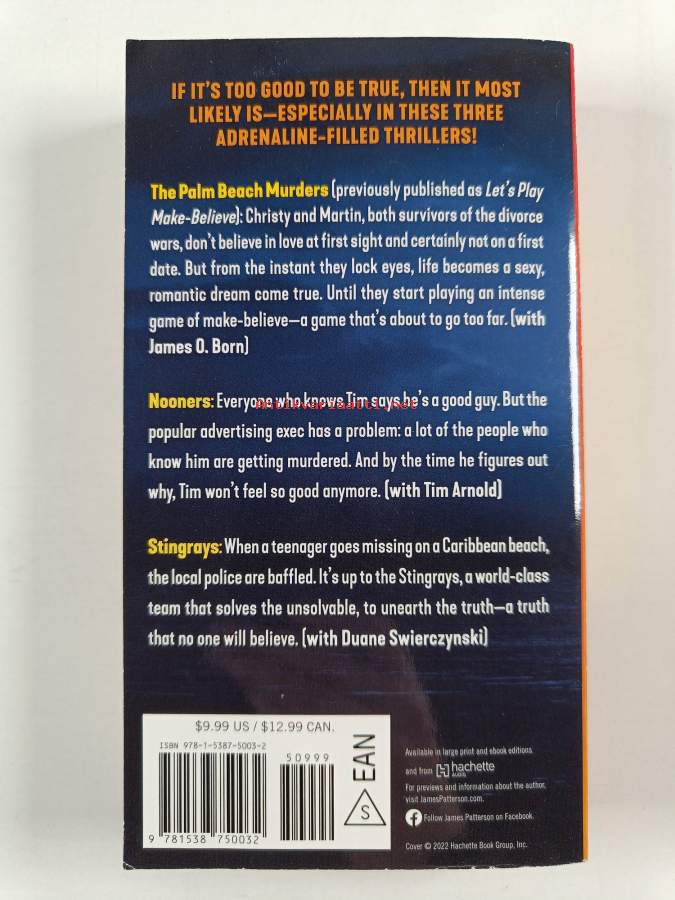 IF IT'S TOO GOOD TO BE TRUE, THEN IT MOST
LIKELY IS—ESPECIALLY IN THESE THREE
ADRENALINE-FILLED THRILLERS!
The Palm Beach Murders (previously published as Let's Play
Make-Believe): Christy and Martin, both survivors of the divorce
wars, don't believe in love at first sight and certainly not on a first
date. But from the instant they lock eyes, life becomes a sexy,
romantic dream come true. Until they start playing an intense
game of make-believe—a game that's about to go too far. (with
James O. Born)
Nooners: Everyone who knows Tim says he's a good guy. But the
antikvariaatti.net
popular advertising exec has a problem: a lot of the people who
know him are getting murdered. And by the time he figures out
why, Tim won't feel so good anymore. (with Tim Arnold)
Stingrays: When a teenager goes missing on a Caribbean beach,
the local police are baffled. It's up to the Stingrays, a world-class
team that solves the unsolvable, to unearth the truth—a truth
that no one will believe. (with Duane Swierczynski)
$9.99 US / $12.99 CAN.
ISBN 978-1-5387-5003-2
50999
9 781538 750032
EAN
S
Available in large print and ebook editions
and from hachette
AUDIO
For previews and information about the author,
visit JamesPatterson.com.
Follow James Patterson on Facebook.
Cover © 2022 Hachette Book Group, Inc.